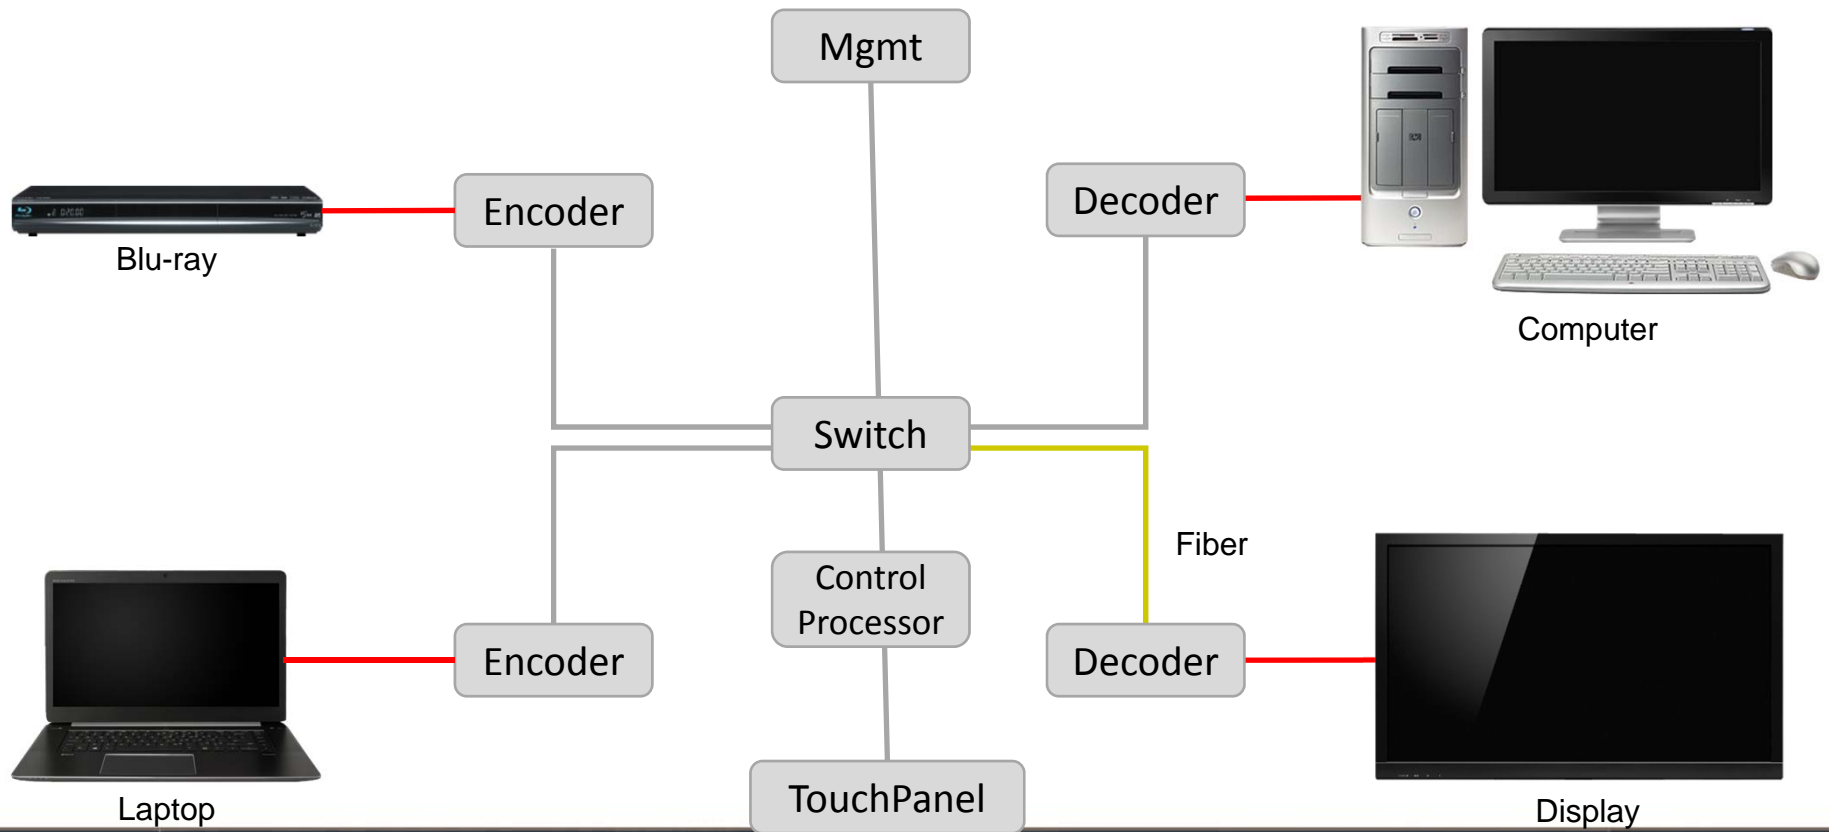 Mgmt
Encoder
Decoder
Blu-ray
Computer
Switch
Fiber
Control
Processor
Encoder
Decoder
Laptop
TouchPanel
Display